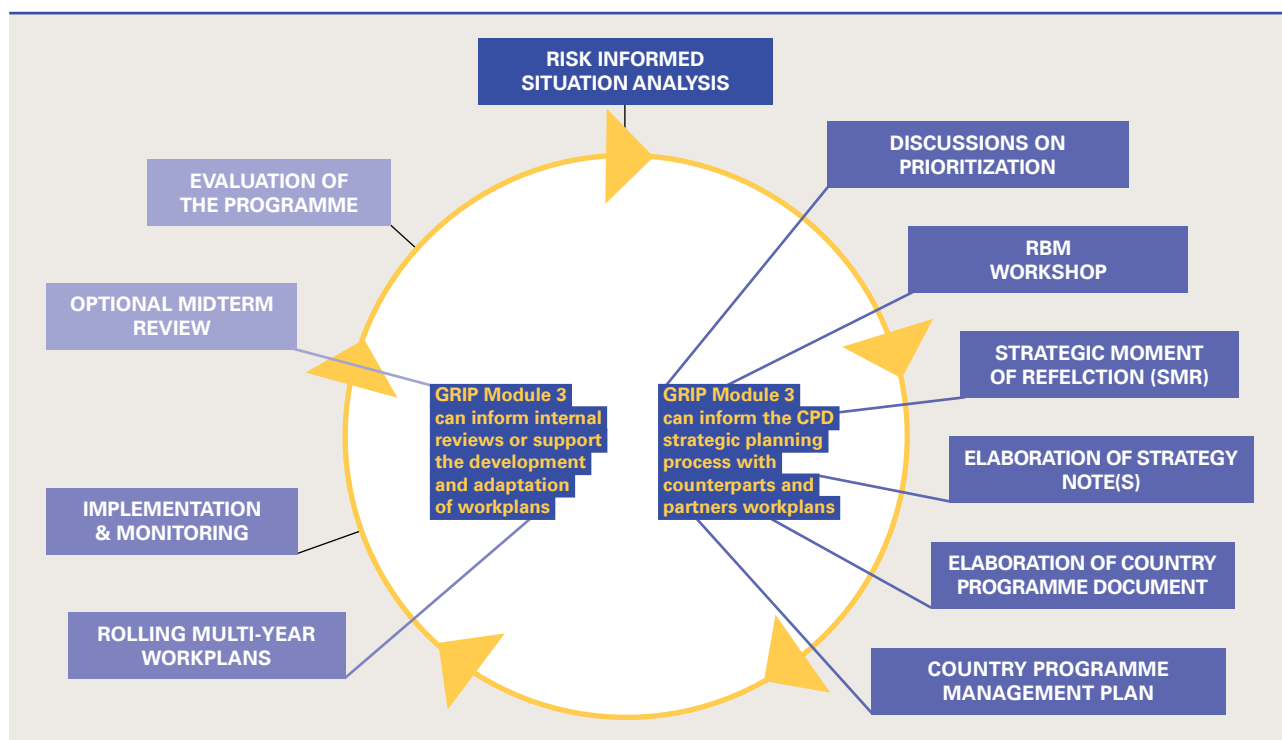 RISK INFORMED
SITUATION ANALYSIS
DISCUSSIONS ON
PRIORITIZATION
RBM
WORKSHOP
STRATEGIC MOMENT
OF REFELCTION (SMR)
ELABORATION OF STRATEGY
NOTE(S)
ELABORATION OF COUNTRY
PROGRAMME DOCUMENT
COUNTRY PROGRAMME
MANAGEMENT PLAN
ROLLING MULTI-YEAR
WORKPLANS
IMPLEMENTATION
& MONITORING
OPTIONAL MIDTERM
REVIEW
EVALUATION OF
THE PROGRAMME
GRIP Module 3
can inform internal
reviews or support
the development
and adaptation
of workplans
GRIP Module 3
can inform the CPD
strategic planning
process with
counterparts and
partners workplans